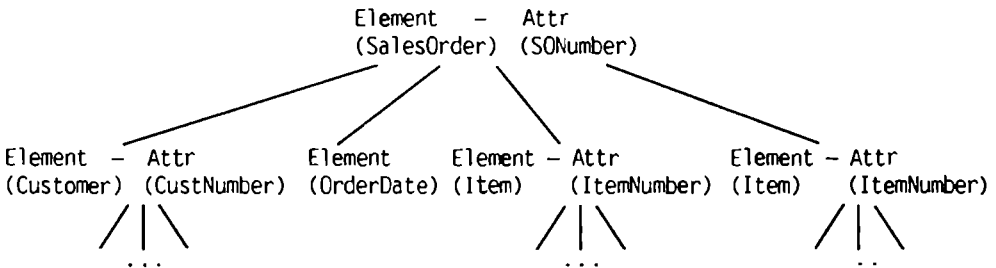 Element – Attr
(SalesOrder) (SONumber)
Element – Attr Element Element – Attr Element – Attr
(Customer) (CustNumber) (OrderDate) (Item) (ItemNumber) (Item) (ItemNumber)
... ... ..